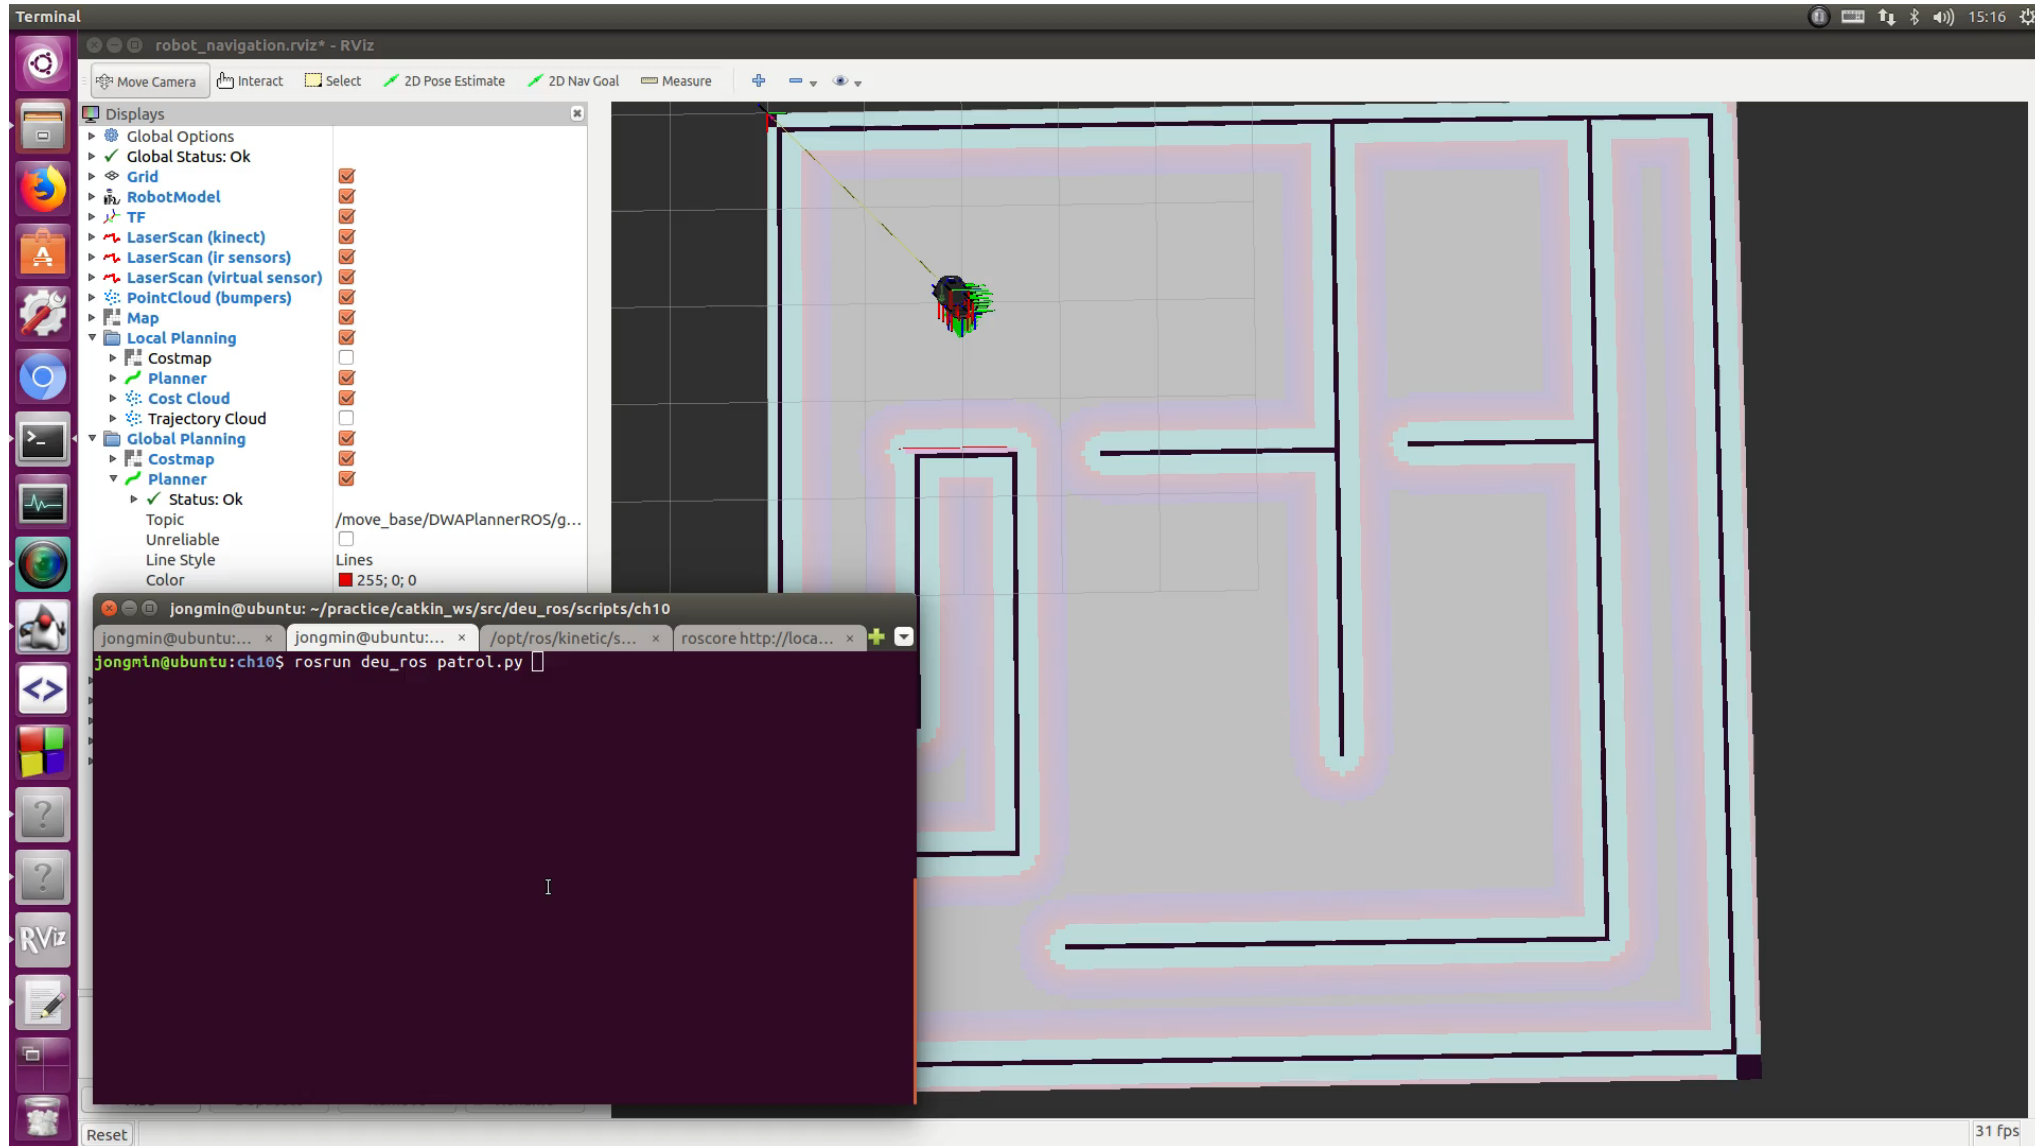 Terminal
15:16
robot_navigation.rviz* - RViz
Move Camera Interact Select 2D Pose Estimate 2D Nav Goal Measure
Displays
Global Options
Global Status: Ok
Grid
RobotModel
TF
LaserScan (kinect)
LaserScan (ir sensors)
LaserScan (virtual sensor)
PointCloud (bumpers)
Map
Local Planning
Costmap
Planner
Cost Cloud
Trajectory Cloud
Global Planning
Costmap
Planner
Status: Ok
Topic /move_base/DWAPlannerROS/g...
Unreliable
Line Style Lines
Color 255; 0; 0
jongmin@ubuntu: ~/practice/catkin_ws/src/deu_ros/scripts/ch10
jongmin@ubuntu:... × jongmin@ubuntu:... × /opt/ros/kinetic/s... × roscore http://loca... ×
jongmin@ubuntu:ch10$ rosrun deu_ros patrol.py
RViz
Reset
31 fps